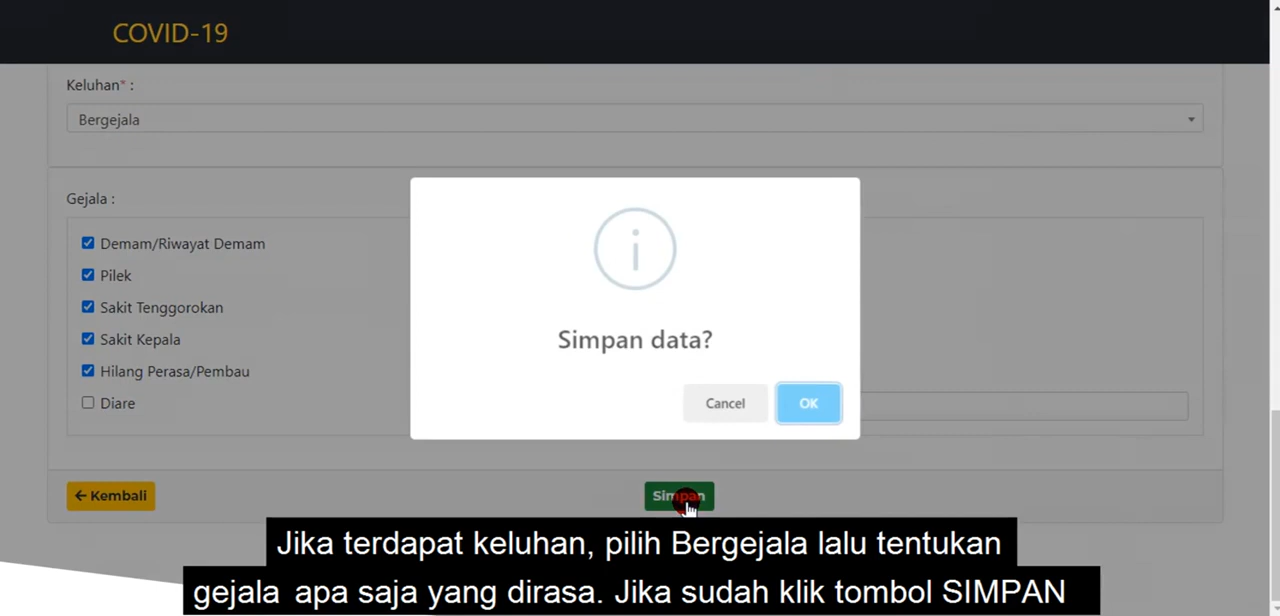 COVID-19
Keluhan* :
Bergejala
Gejala :
Demam/Riwayat Demam
Pilek
Sakit Tenggorokan
Sakit Kepala
Hilang Perasa/Pembau
Diare
Simpan data?
Cancel
OK
Kembali
Simpan
Jika terdapat keluhan, pilih Bergejala lalu tentukan
gejala apa saja yang dirasa. Jika sudah klik tombol SIMPAN